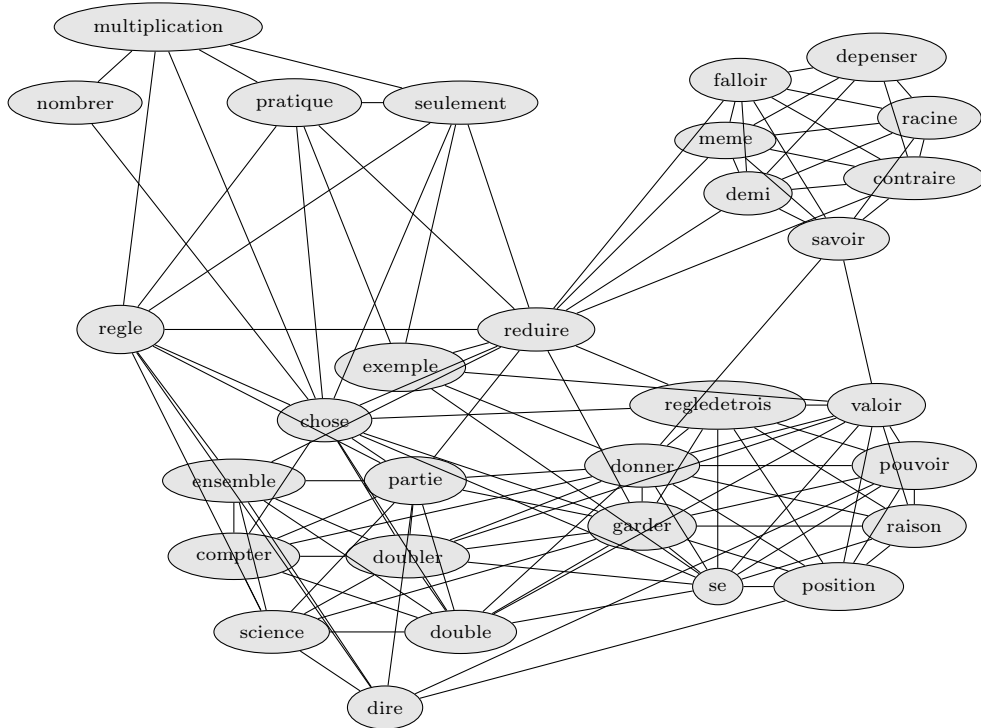 multiplication
depenser
falloir
nombrer
pratique
seulement
racine
meme
contraire
demi
savoir
regle
reduire
exemple
regledetrois
valoir
chose
donner
pouvoir
ensemble
partie
garder
raison
compter
doubler
se
position
science
double
dire